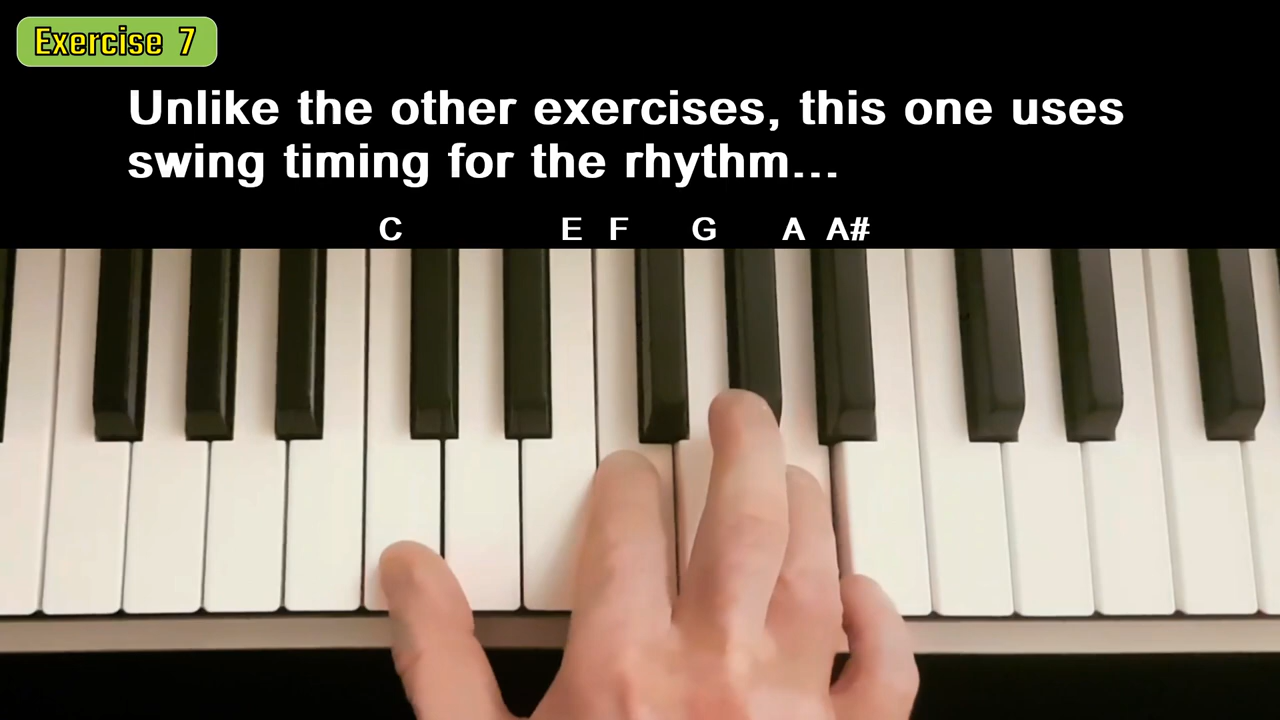 Exercise 7
Unlike the other exercises, this one uses
swing timing for the rhythm...
C E F G A A#